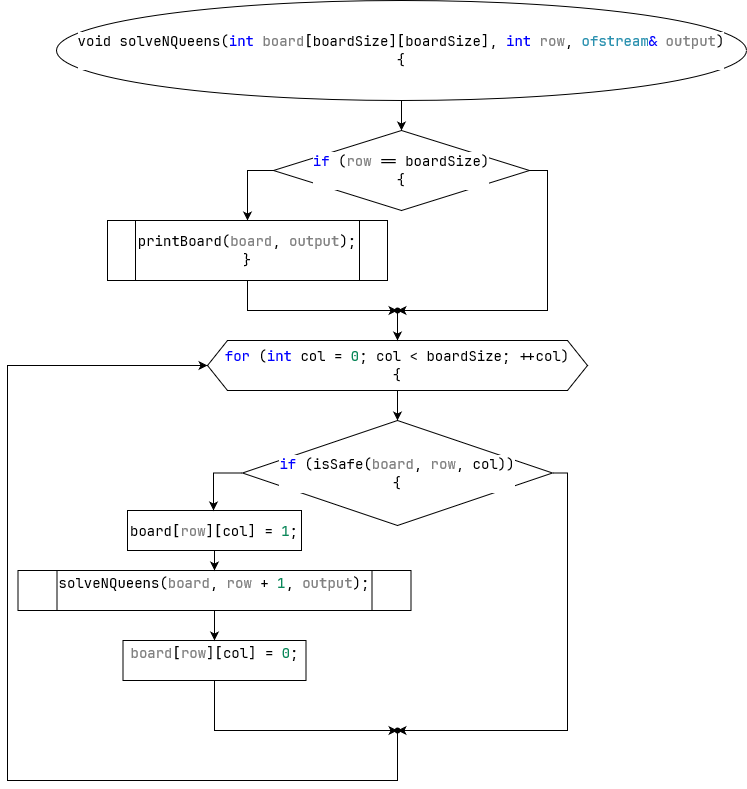 void solveNQueens(int board[boardSize][boardSize], int row, ofstream& output)
{
if (row == boardSize)
{
printBoard(board, output);
}
for (int col = 0; col < boardSize; ++col)
{
if (isSafe(board, row, col))
{
board[row][col] = 1;
solveNQueens(board, row + 1, output);
board[row][col] = 0;